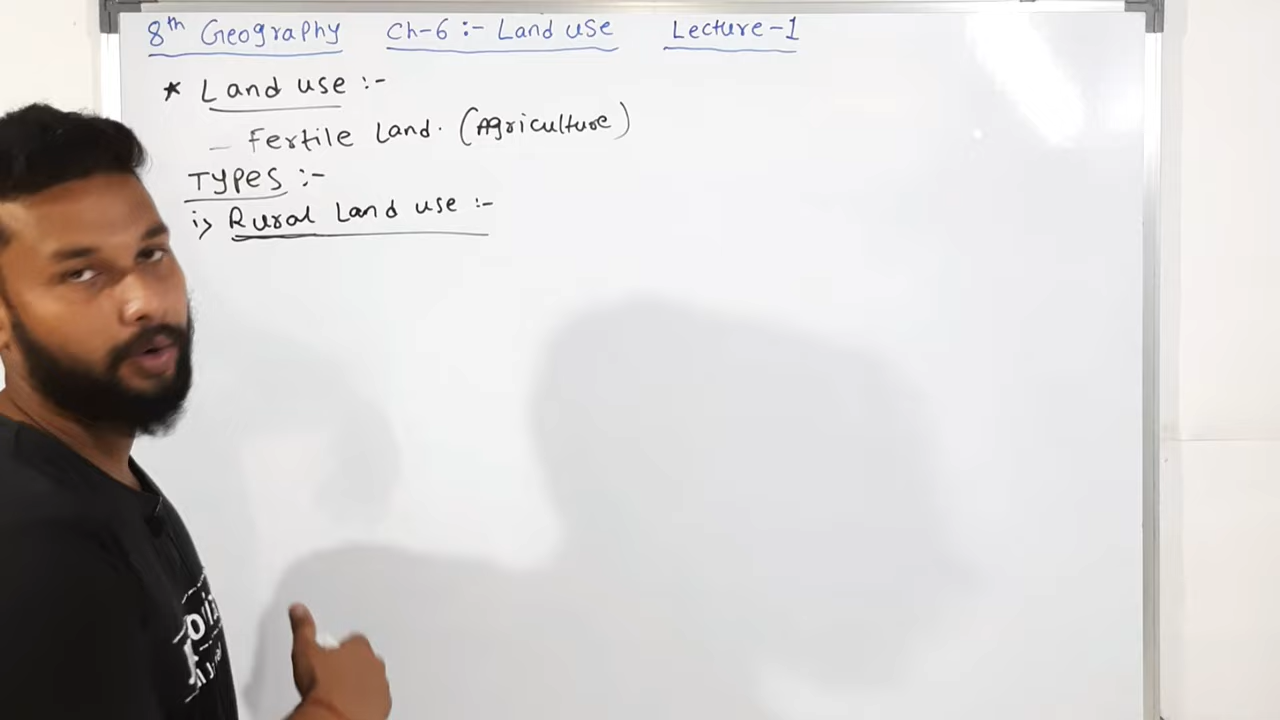 8th Geography Ch-6 :- Land use Lecture-1
* Land use :-
- Fertile Land. (Agriculture)
TYPES :-
i> Rural Land use :-